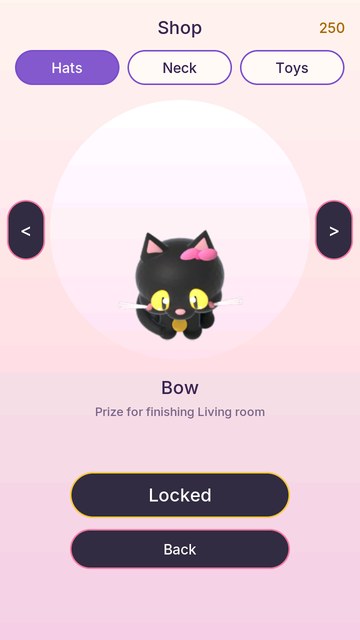 Shop
250
Hats
Neck
Toys
<
>
Bow
Prize for finishing Living room
Locked
Back